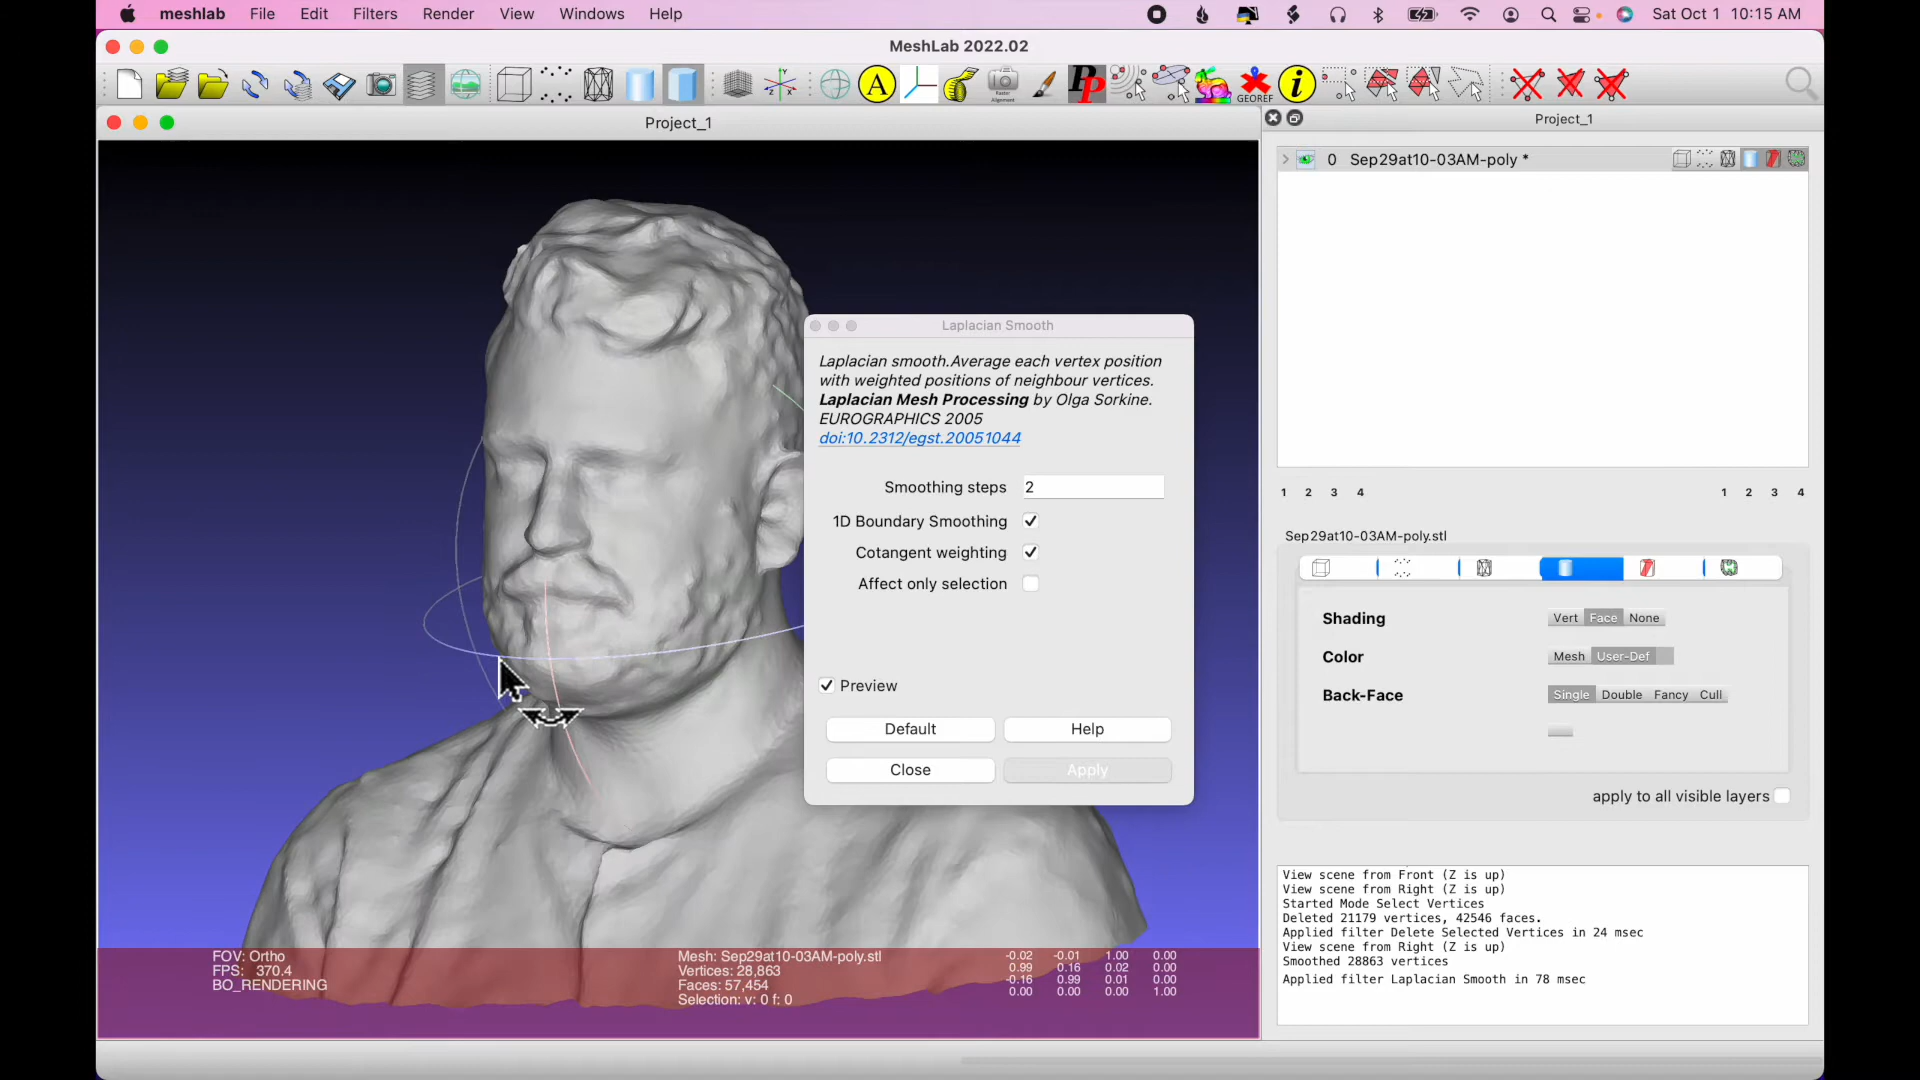 meshlab File Edit Filters Render View Windows Help Sat Oct 1 10:15 AM
MeshLab 2022.02
A PP GEOREF i
Project_1
Project_1
0 Sep29at10-03AM-poly *
Laplacian Smooth
Laplacian smooth.Average each vertex position
with weighted positions of neighbour vertices.
Laplacian Mesh Processing by Olga Sorkine.
EUROGRAPHICS 2005
doi:10.2312/egst.20051044
Smoothing steps 2
1D Boundary Smoothing
Cotangent weighting
Affect only selection
Preview
Default Help
Close Apply
1 2 3 4 1 2 3 4
Sep29at10-03AM-poly.stl
Shading Vert Face None
Color Mesh User-Def
Back-Face Single Double Fancy Cull
apply to all visible layers
View scene from Front (Z is up)
View scene from Right (Z is up)
Started Mode Select Vertices
Deleted 21179 vertices, 42546 faces.
Applied filter Delete Selected Vertices in 24 msec
View scene from Right (Z is up)
Smoothed 28863 vertices
Applied filter Laplacian Smooth in 78 msec
FOV: Ortho
FPS: 370.4
BO_RENDERING
Mesh: Sep29at10-03AM-poly.stl
Vertices: 28,863
Faces: 57,454
Selection: v: 0 f: 0
-0.02 -0.01 1.00 0.00
0.99 0.16 0.02 0.00
-0.16 0.99 0.01 0.00
0.00 0.00 0.00 1.00